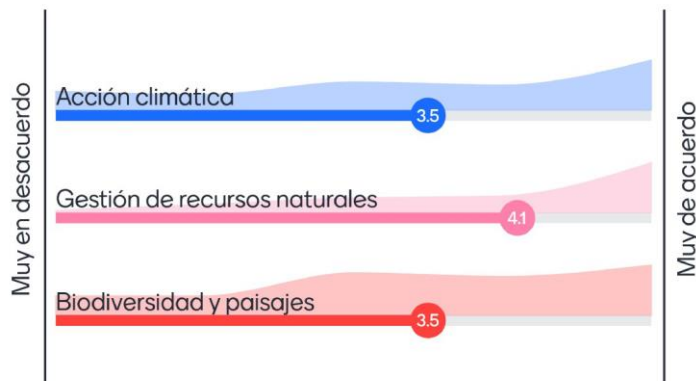 Muy en desacuerdo
Acción climática
3.5
Gestión de recursos naturales
4.1
Biodiversidad y paisajes
3.5
Muy de acuerdo